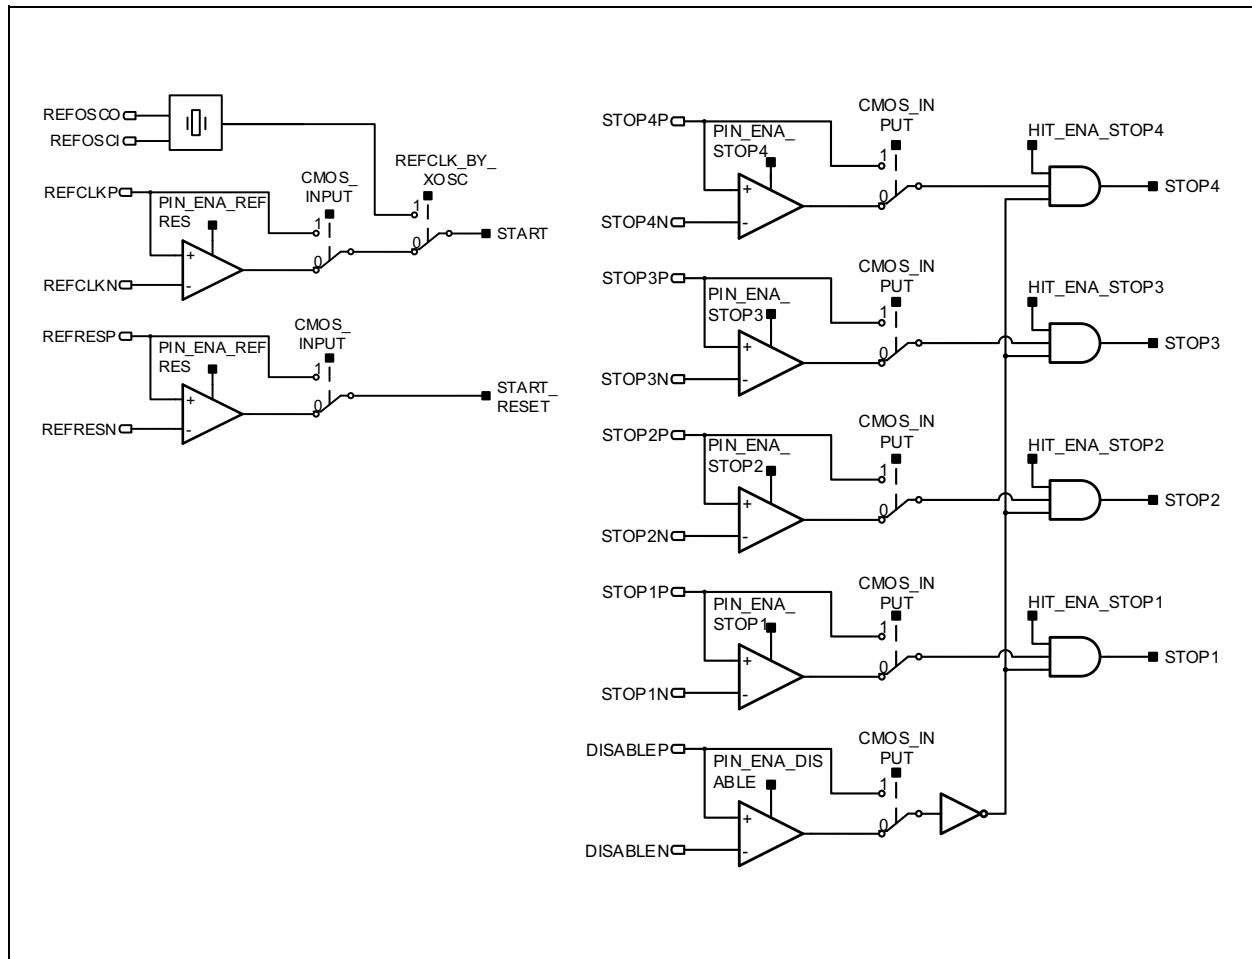 REFOSCO
REFOSCI
REFCLKP
PIN_ENA_REF
RES
CMOS_
INPUT
REFCLK_BY_
XOSC
1
1
+
-
0
0
START
REFCLKN
REFRESP
PIN_ENA_REF
RES
CMOS_
INPUT
1
+
-
0
START_
RESET
REFRESN
STOP4P
PIN_ENA_
STOP4
CMOS_IN
PUT
HIT_ENA_STOP4
1
+
-
0
STOP4
STOP4N
STOP3P
PIN_ENA_
STOP3
CMOS_IN
PUT
HIT_ENA_STOP3
1
+
-
0
STOP3
STOP3N
STOP2P
PIN_ENA_
STOP2
CMOS_IN
PUT
HIT_ENA_STOP2
1
+
-
0
STOP2
STOP2N
STOP1P
PIN_ENA_
STOP1
CMOS_IN
PUT
HIT_ENA_STOP1
1
+
-
0
STOP1
STOP1N
DISABLEP
PIN_ENA_DIS
ABLE
CMOS_IN
PUT
1
+
-
0
DISABLEN